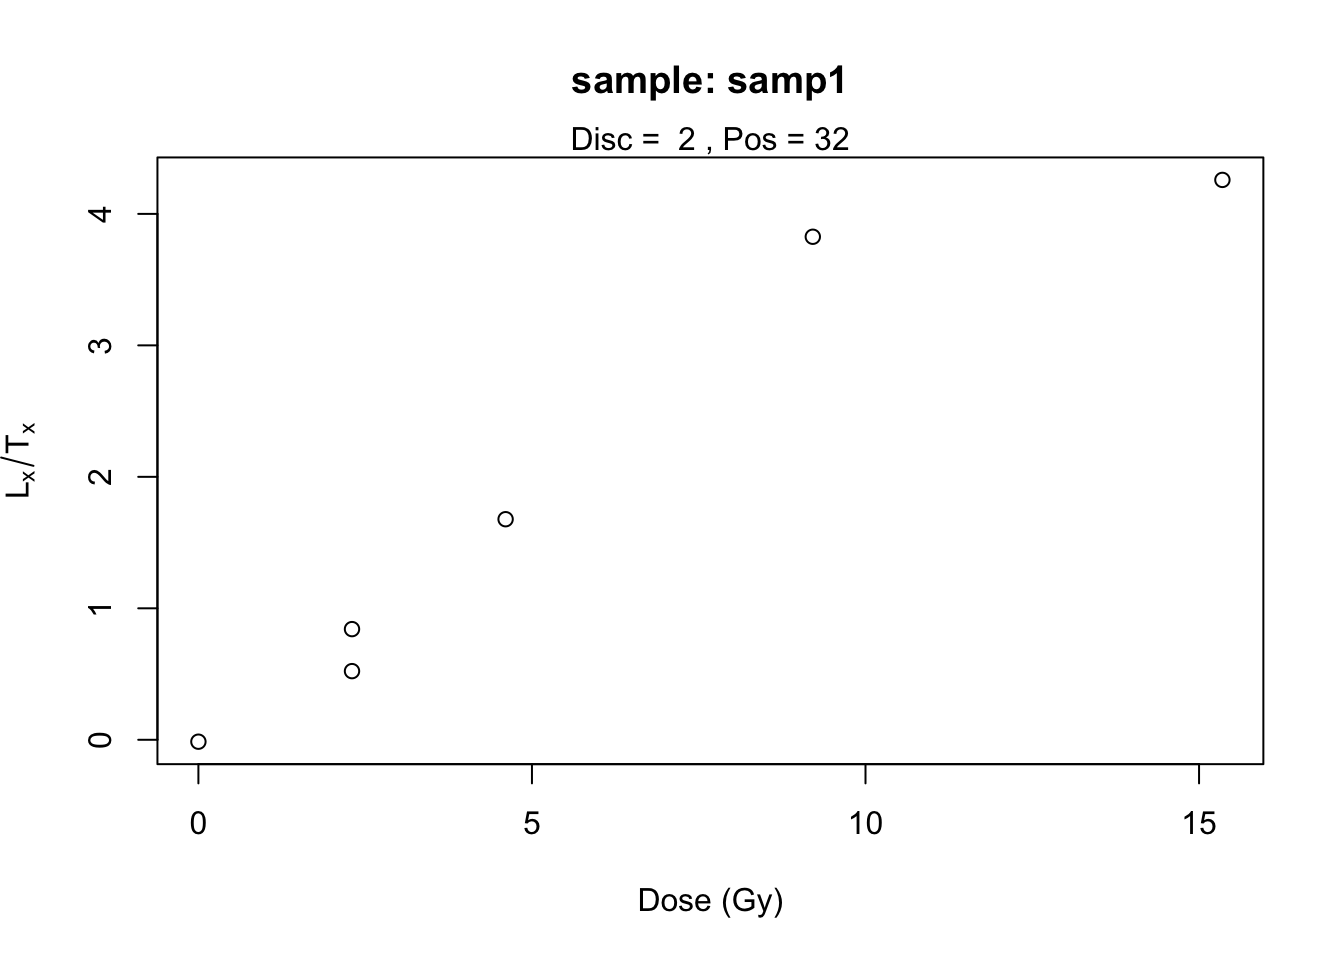 sample: samp1
Disc =  2 , Pos = 32
4
3
2
1
0
Lₓ/Tₓ
0 5 10 15
Dose (Gy)